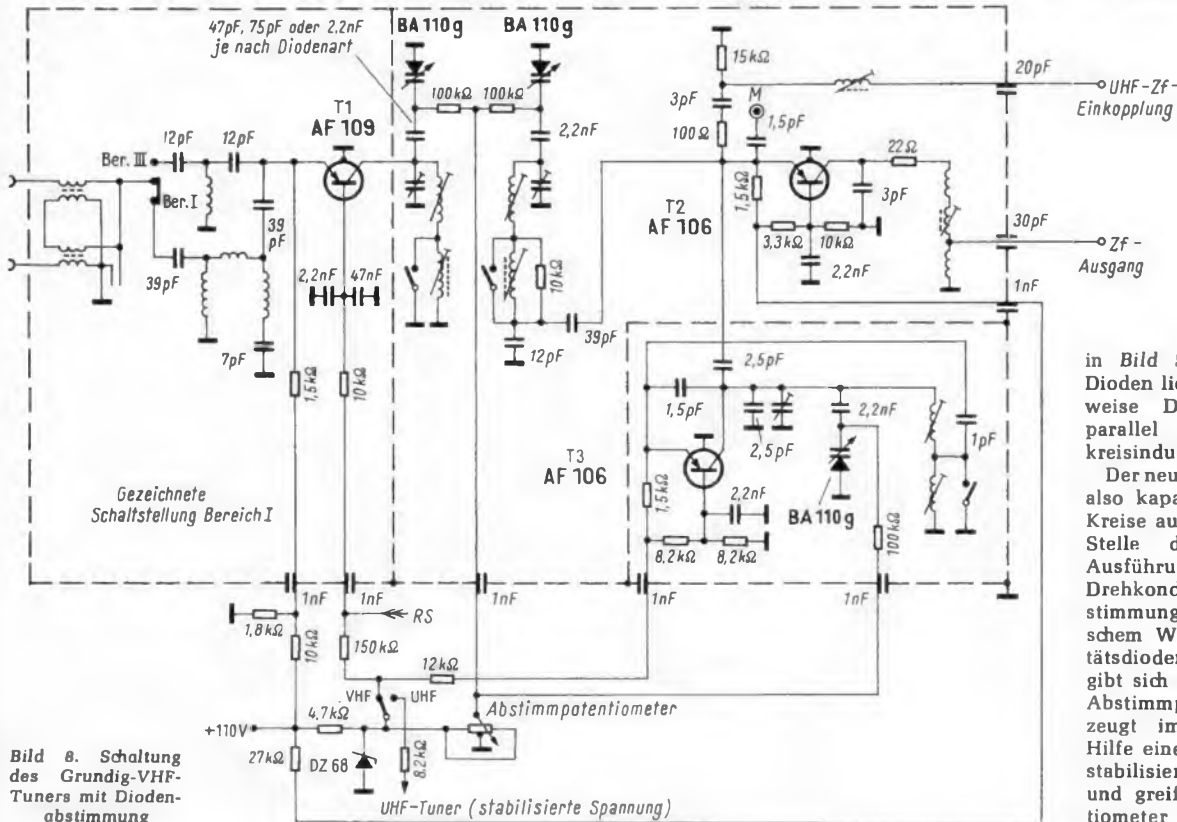 47pF, 75pF oder 2,2nF
je nach Diodenart
BA 110g
BA 110g
100kΩ
100kΩ
15kΩ
3pF
100Ω
M
1,5pF
20pF
UHF-Zf-
Einkopplung
T1
AF 109
12pF
12pF
Ber. III
Ber. I
39
pF
39pF
7pF
2,2nF
47nF
2,2nF
10kΩ
39pF
12pF
T2
AF 106
1,5kΩ
3,3kΩ
10kΩ
2,2nF
22Ω
3pF
30pF
Zf-
Ausgang
1nF
1,5kΩ
10kΩ
Gezeichnete
Schaltstellung Bereich I
2,5pF
1,5pF
2,5pF
2,2nF
1pF
T3
AF 106
1,5kΩ
2,2nF
8,2kΩ
8,2kΩ
BA 110g
100kΩ
1nF
1nF
1nF
1nF
1nF
1,8kΩ
10kΩ
RS
150kΩ
12kΩ
VHF
UHF
Abstimmpotentiometer
+110V
4,7kΩ
27kΩ
DZ 68
8,2kΩ
UHF-Tuner (stabilisierte Spannung)
Bild 8. Schaltung
des Grundig-VHF-
Tuners mit Dioden-
abstimmung
in Bild
Dioden lie
weise D
parallel
kreisindu
Der neu
also kapa
Kreise au
Stelle d
Ausführu
Drehkond
stimmung
schem W
tätsdioder
gibt sich
Abstimmp
zeugt im
Hilfe eine
stabilisier
und greif
tiometer